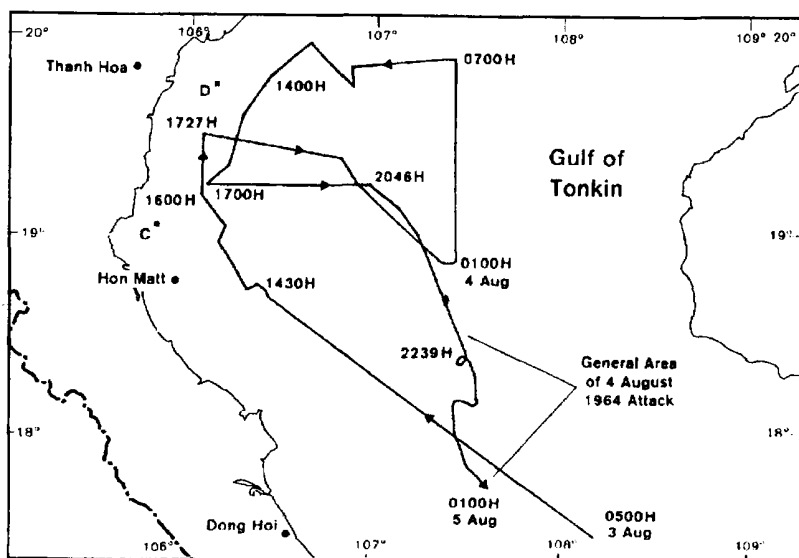 20°
106°
107°
108°
109° 20°
Thanh Hoa
D
0700H
1400H
1727H
Gulf of
Tonkin
2046H
1700H
1600H
19°
C
19°
0100H
4 Aug
Hon Matt
1430H
2239H
General Area
of 4 August
1964 Attack
18°
18°
0100H
5 Aug
0500H
3 Aug
Dong Hoi
106°
107°
108°
109°